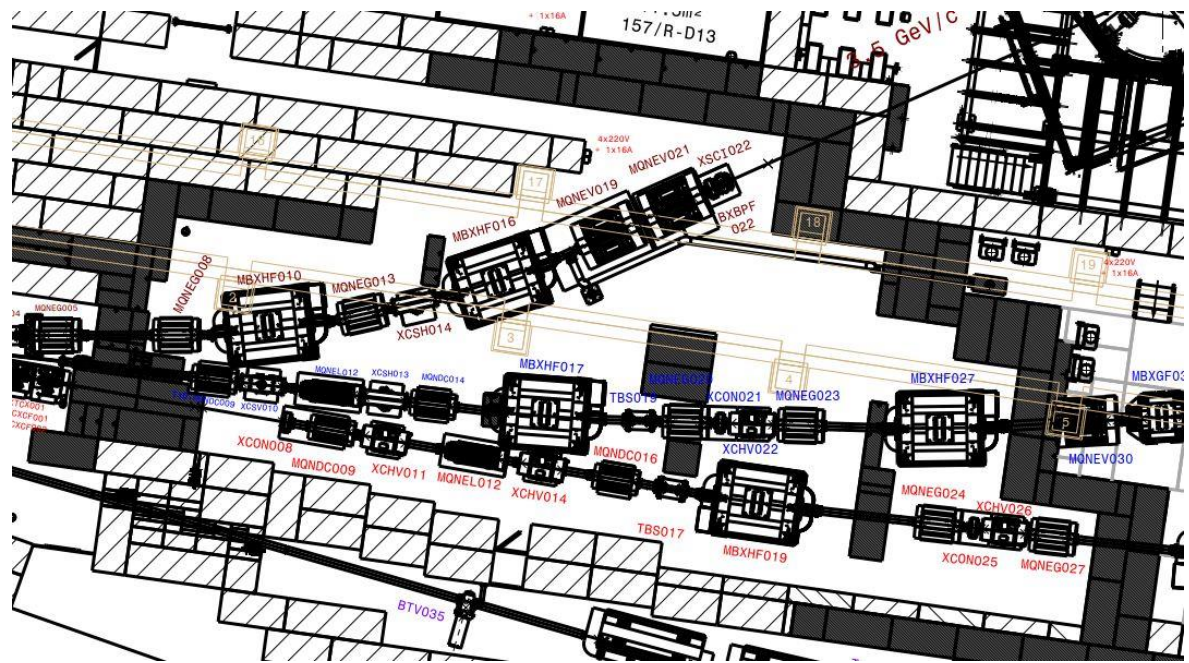 + 1x16A
157/R-D13
GeV/c
4x220V
+ 1x16A
MQNEV021
XSCI022
17
MQNEV019
MBXHF016
BXBPF
022
18
19
4x220V
+ 1x16A
MQNEG008
MBXHF010
2
MQNEG013
XCSH014
3
MQNEG005
MBXHF017
MQNEL012
XCSH013
MQNDC014
4
MBXHF027
MBXGF03
XCSV010
TBS019
XCON021
MQNEG023
XCHV022
5
MQNEV030
XCON008
MQNDC009
XCHV011
MQNEL012
XCHV014
MQNDC016
TBS017
MBXHF019
MQNEG024
XCHV026
XCON025
MQNEG027
BTV035